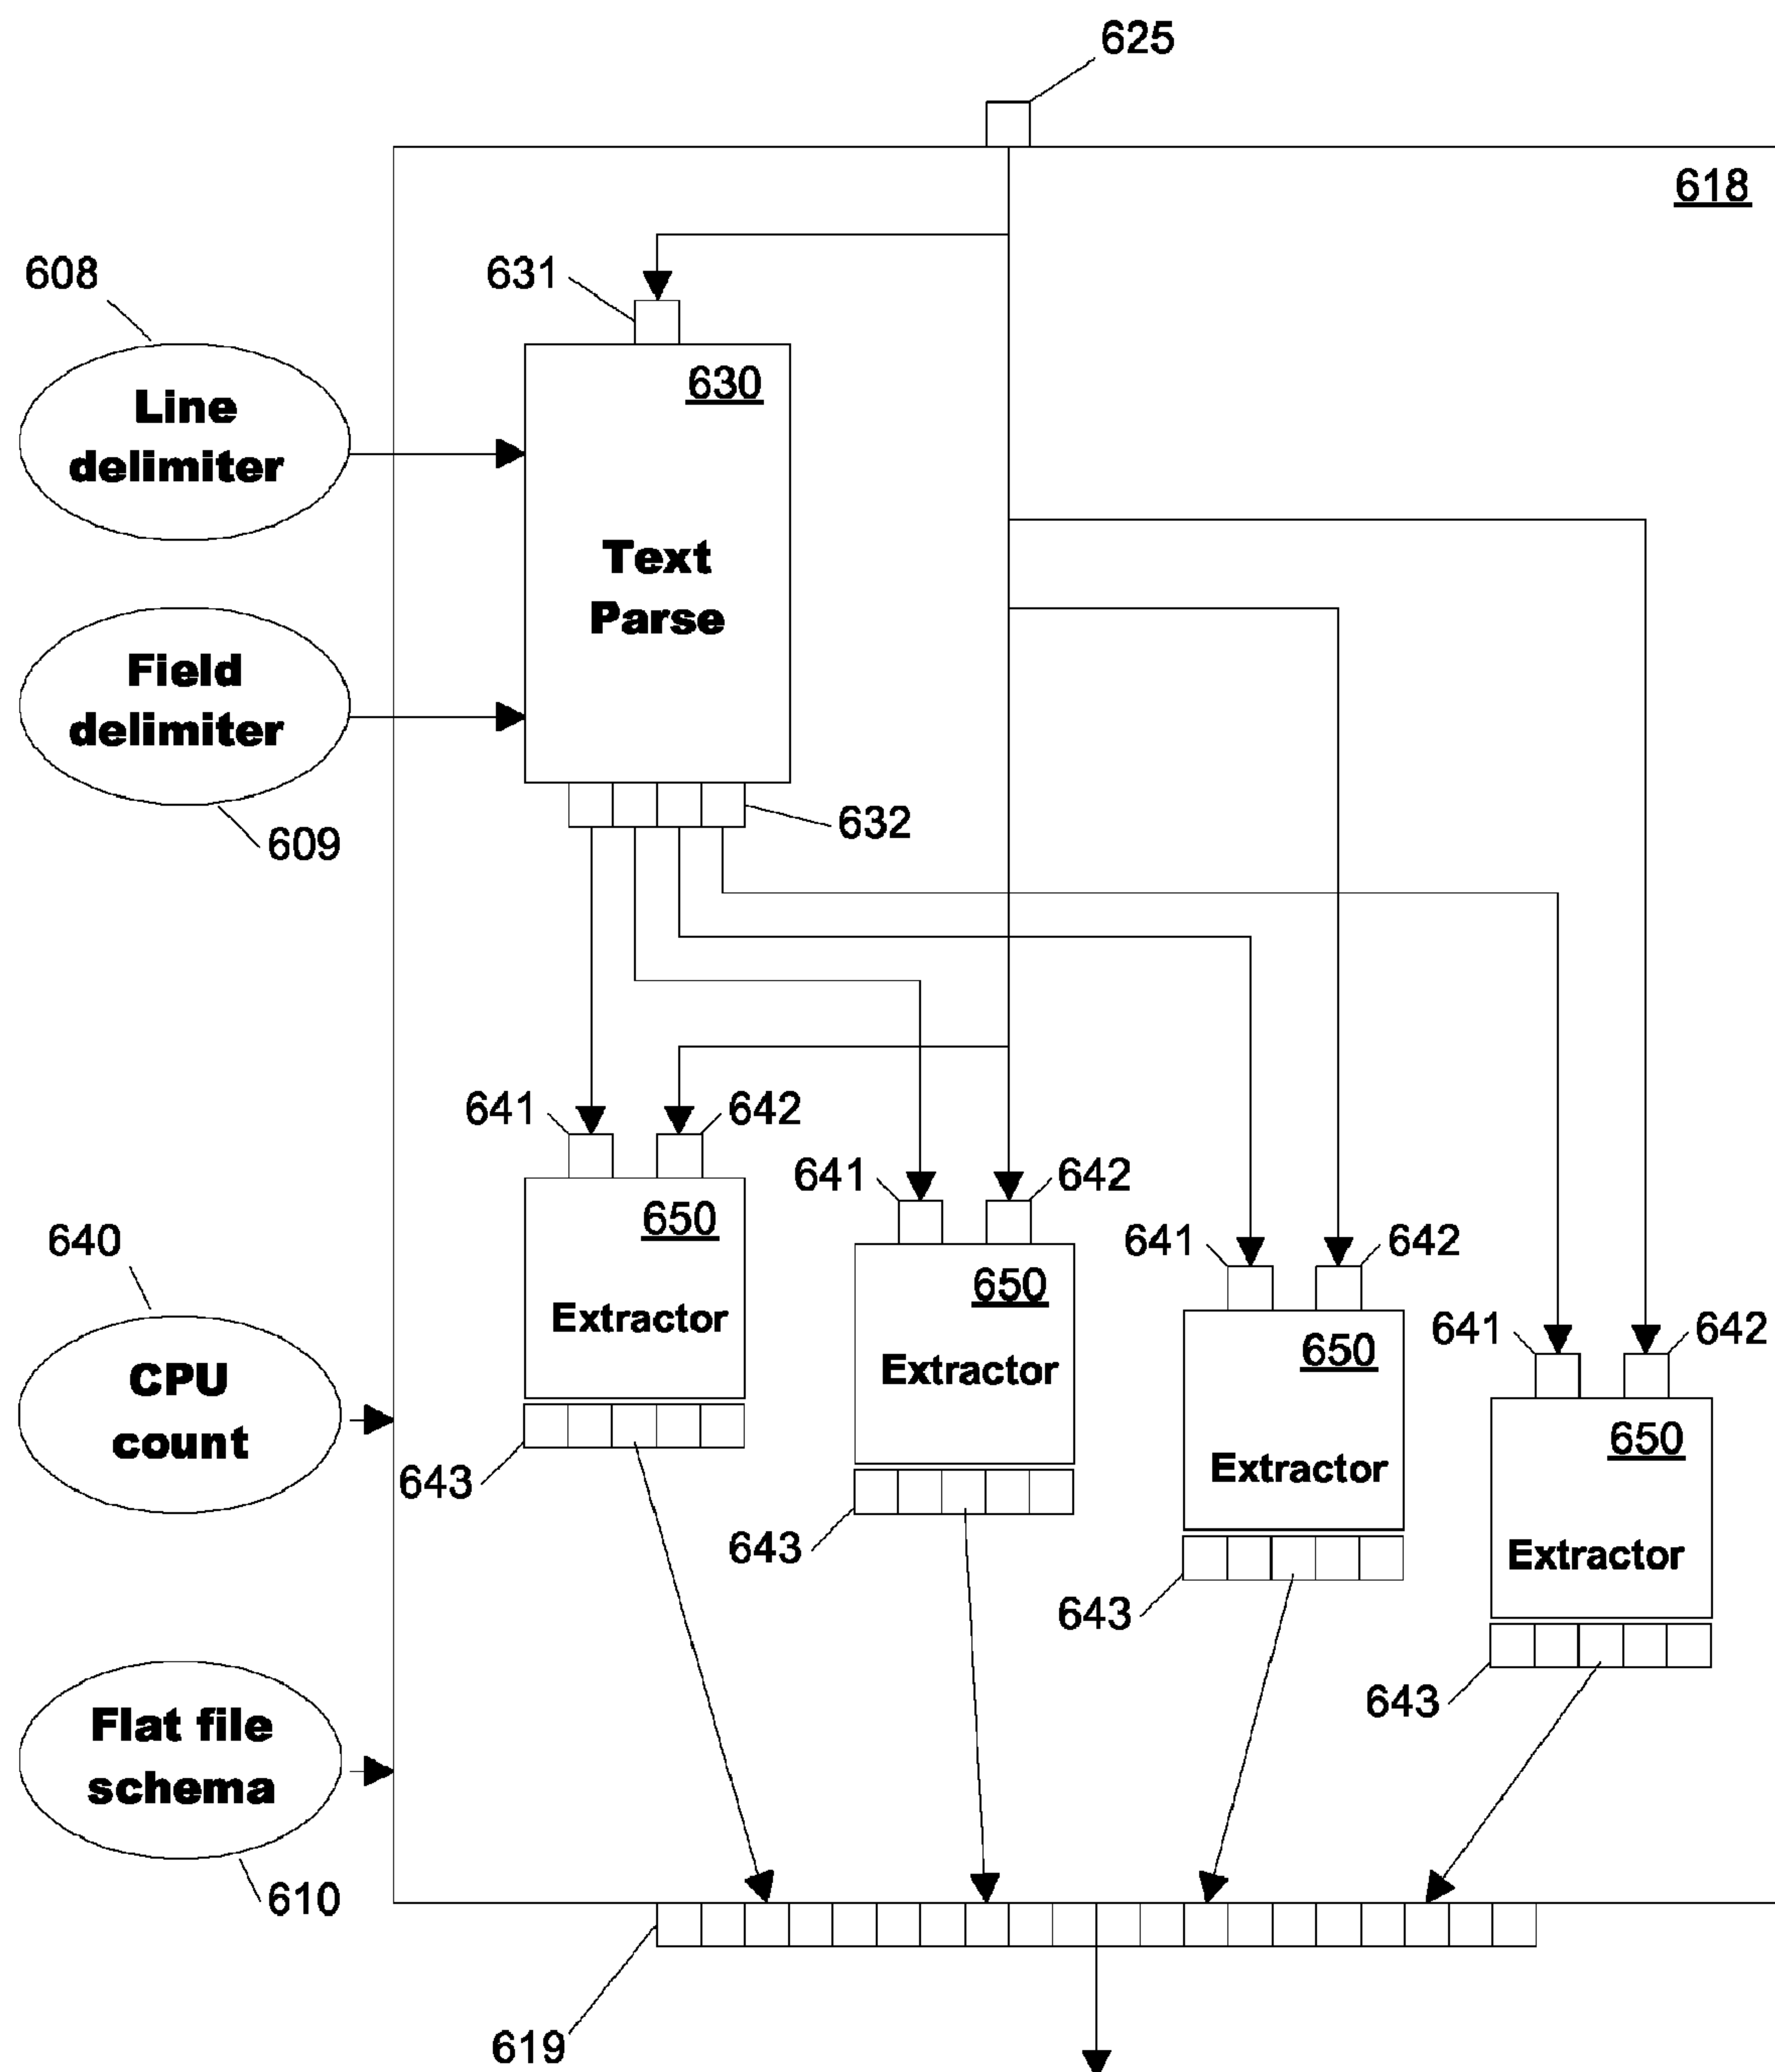 625
618
608
631
Line
delimiter
630
Text
Parse
Field
delimiter
609
632
641
642
650
Extractor
641
642
650
Extractor
641
642
650
Extractor
641
642
650
Extractor
640
CPU
count
643
643
643
643
Flat file
schema
610
619